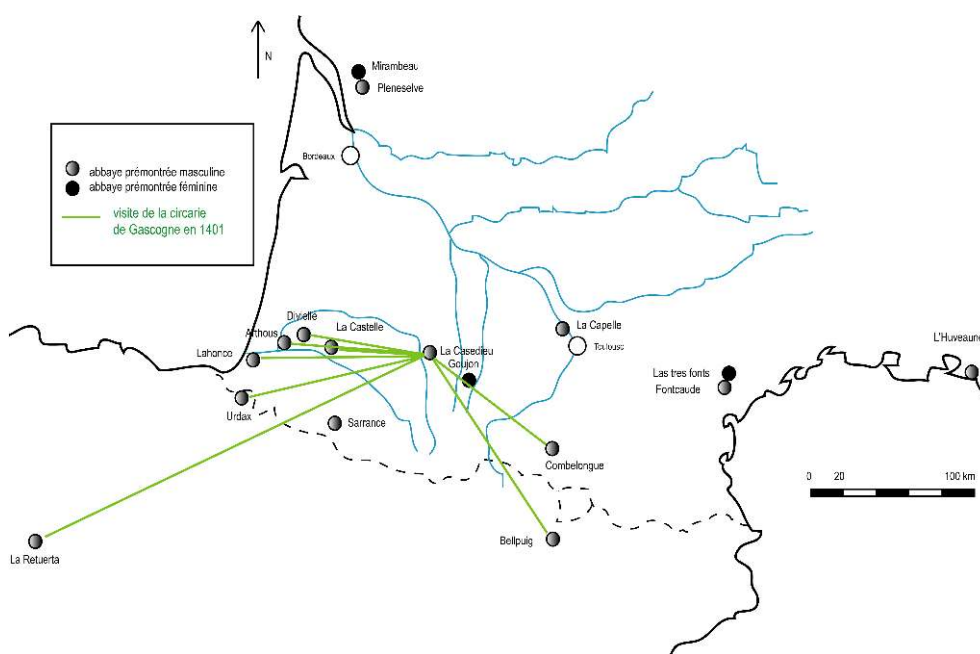 N
Mirambeau
Pleneselve
Bordeaux
abbaye prémontrée masculine
abbaye prémontrée féminine
visite de la circarie
de Gascogne en 1401
Divielle
Arthous
La Castelle
Lahonce
La Casedieu
Goujon
La Capelle
Toulouse
L'Huveaune
Las tres fonts
Fontcaude
Urdax
Sarrance
Combelongue
0 20 100 km
Bellpuig
La Retuerta